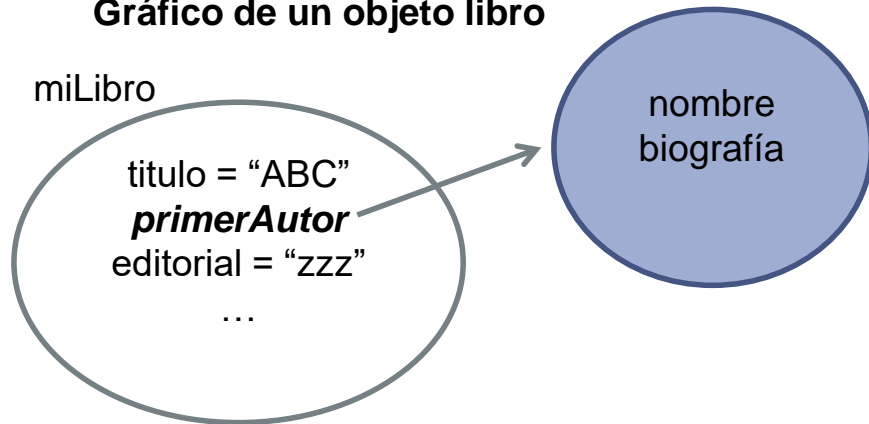 Gráfico de un objeto libro
miLibro
titulo = “ABC”
primerAutor
editorial = “zzz”
…
nombre
biografía